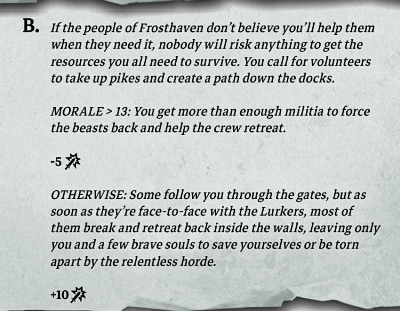 B. If the people of Frosthaven don't believe you'll help them
when they need it, nobody will risk anything to get the
resources you all need to survive. You call for volunteers
to take up pikes and create a path down the docks.
MORALE > 13: You get more than enough militia to force
the beasts back and help the crew retreat.
-5
OTHERWISE: Some follow you through the gates, but as
soon as they're face-to-face with the Lurkers, most of
them break and retreat back inside the walls, leaving only
you and a few brave souls to save yourselves or be torn
apart by the relentless horde.
+10